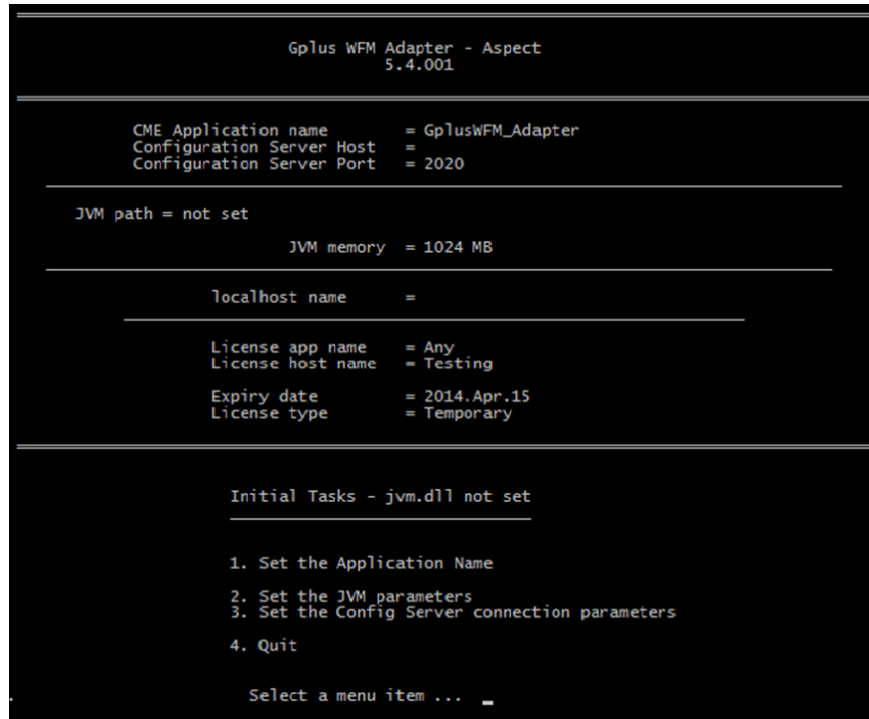 Gplus WFM Adapter - Aspect
5.4.001
CME Application name = GplusWFM_Adapter
Configuration Server Host =
Configuration Server Port = 2020
JVM path = not set
JVM memory = 1024 MB
localhost name =
License app name = Any
License host name = Testing
Expiry date = 2014.Apr.15
License type = Temporary
Initial Tasks - jvm.dll not set
1. Set the Application Name
2. Set the JVM parameters
3. Set the Config Server connection parameters
4. Quit
Select a menu item ... _